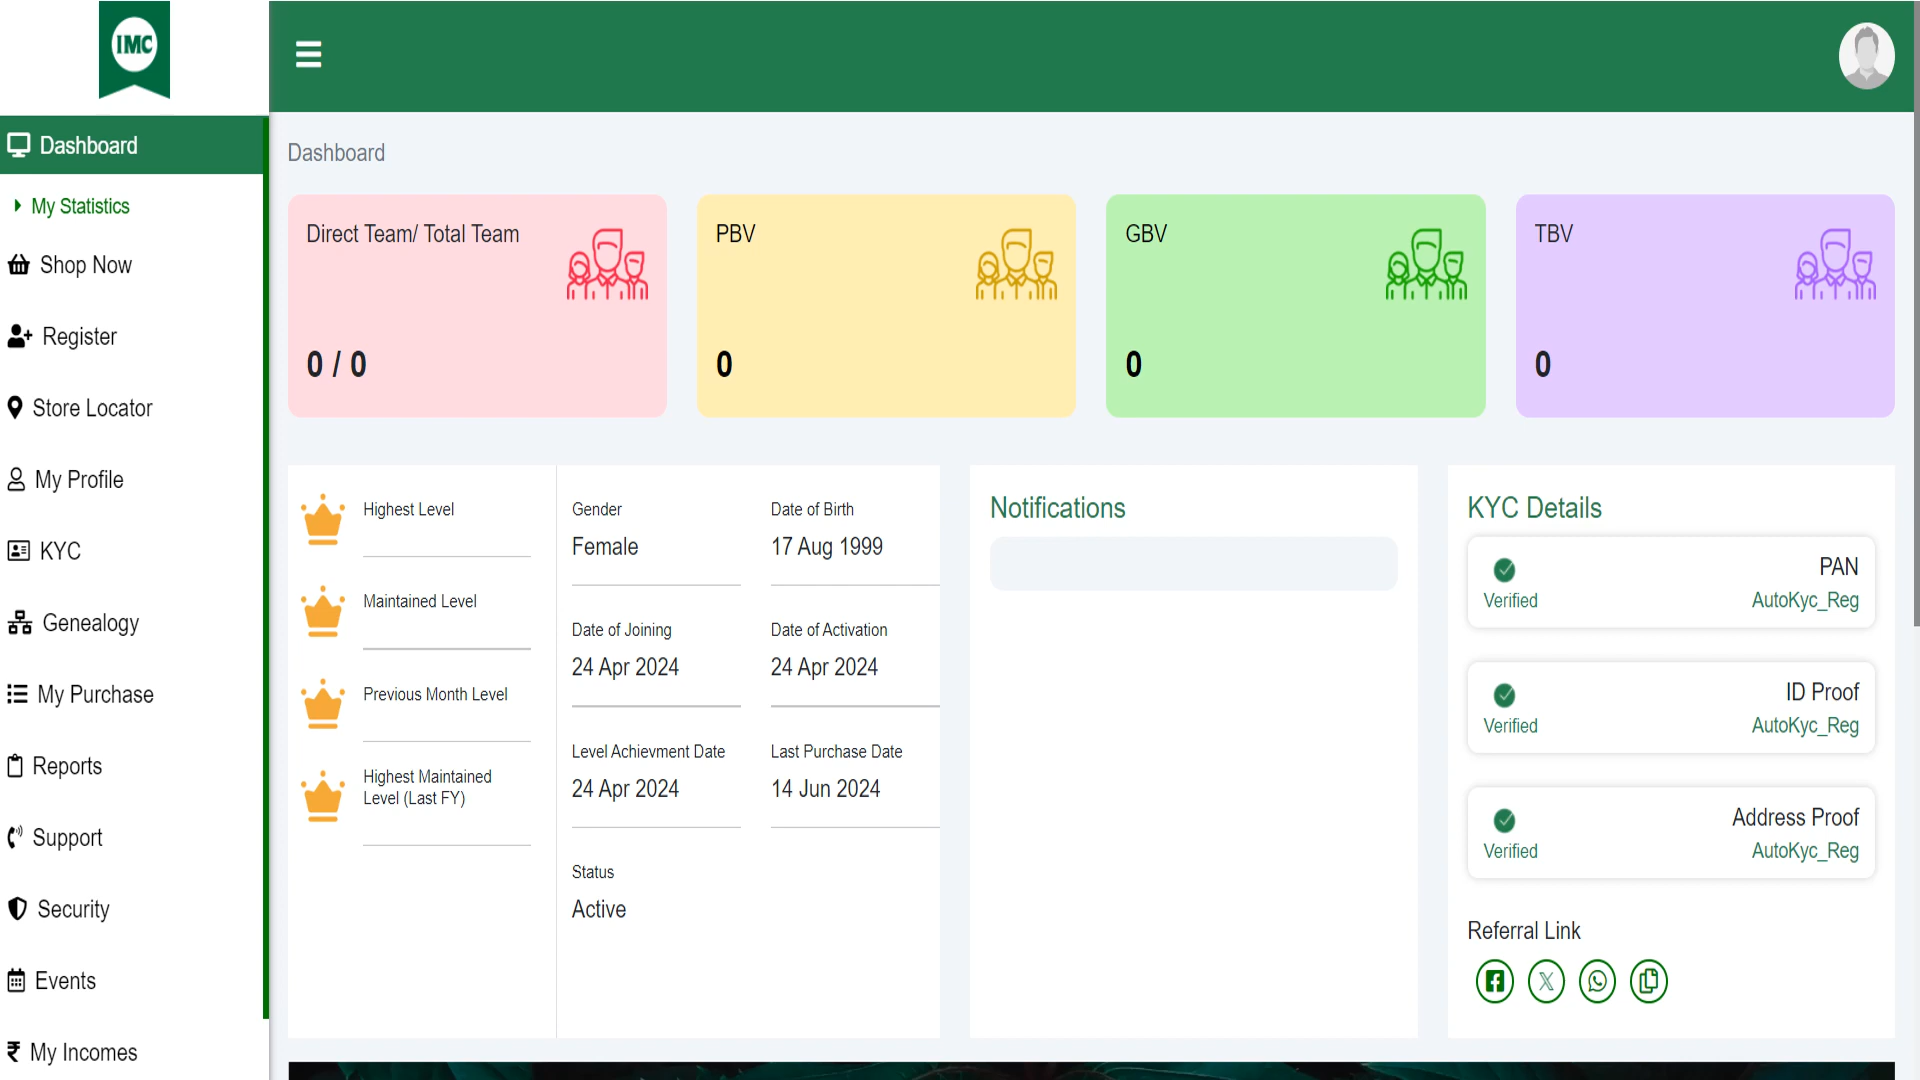 IMC
Dashboard
My Statistics
Shop Now
Register
Store Locator
My Profile
KYC
Genealogy
My Purchase
Reports
Support
Security
Events
My Incomes
Dashboard
Direct Team/ Total Team
0 / 0
PBV
0
GBV
0
TBV
0
Highest Level
Maintained Level
Previous Month Level
Highest Maintained
Level (Last FY)
Gender
Female
Date of Birth
17 Aug 1999
Date of Joining
24 Apr 2024
Date of Activation
24 Apr 2024
Level Achievment Date
24 Apr 2024
Last Purchase Date
14 Jun 2024
Status
Active
Notifications
KYC Details
PAN
Verified
AutoKyc_Reg
ID Proof
Verified
AutoKyc_Reg
Address Proof
Verified
AutoKyc_Reg
Referral Link